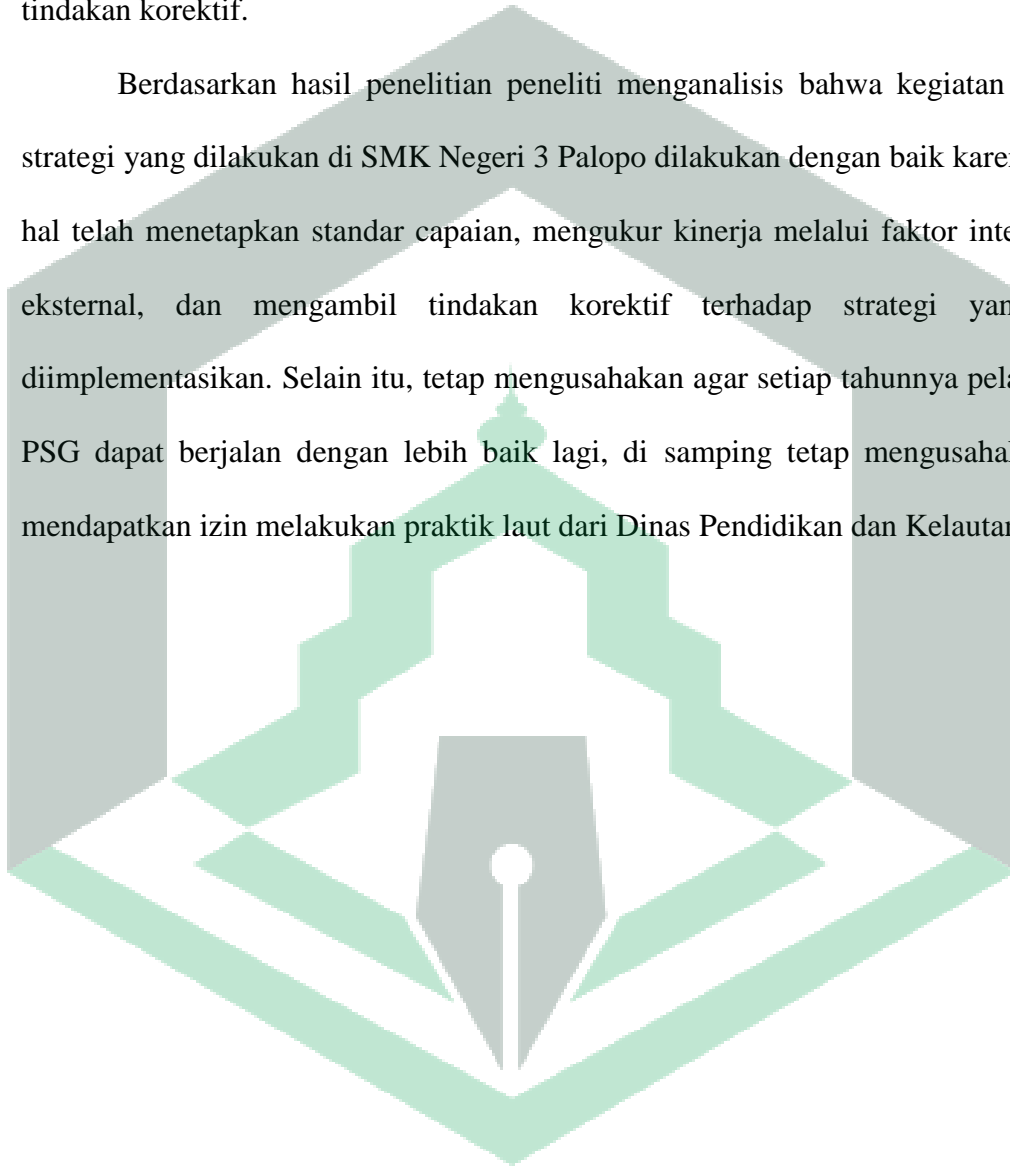 tindakan korektif.
Berdasarkan hasil penelitian peneliti menganalisis bahwa kegiatan
strategi yang dilakukan di SMK Negeri 3 Palopo dilakukan dengan baik
hal telah menetapkan standar capaian, mengukur kinerja melalui faktor
eksternal, dan mengambil tindakan korektif terhadap strategi
diimplementasikan. Selain itu, tetap mengusahakan agar setiap tahunnya
PSG dapat berjalan dengan lebih baik lagi, di samping tetap
mendapatkan izin melakukan praktik laut dari Dinas Pendidikan dan Kelautan